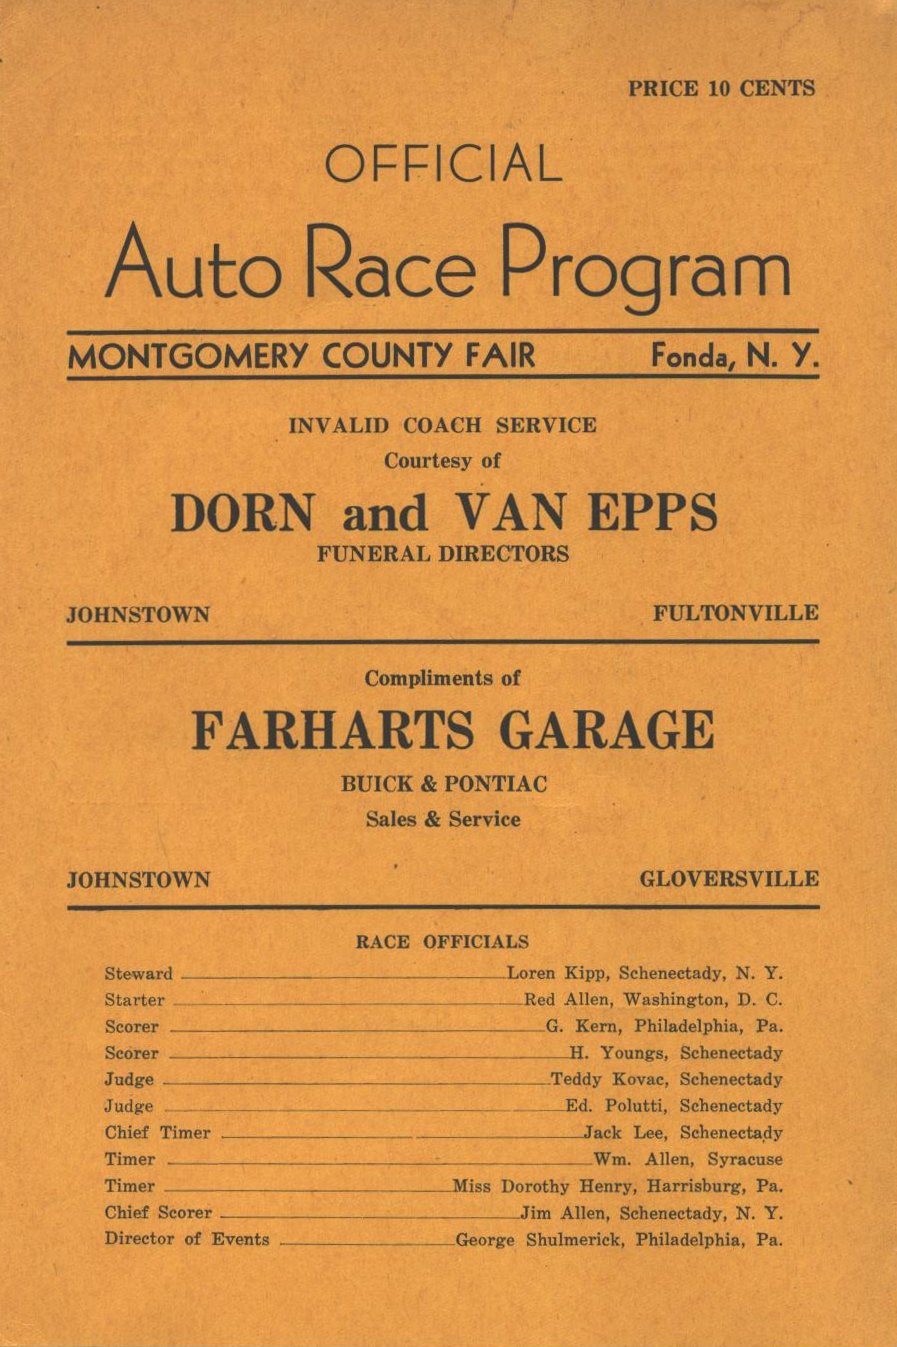 PRICE 10 CENTS
OFFICIAL
Auto Race Program
MONTGOMERY COUNTY FAIR Fonda, N. Y.
INVALID COACH SERVICE
Courtesy of
DORN and VAN EPPS
FUNERAL DIRECTORS
JOHNSTOWN FULTONVILLE
Compliments of
FARHARTS GARAGE
BUICK & PONTIAC
Sales & Service
JOHNSTOWN GLOVERSVILLE
RACE OFFICIALS
Steward Loren Kipp, Schenectady, N. Y.
Starter Red Allen, Washington, D. C.
Scorer G. Kern, Philadelphia, Pa.
Scorer H. Youngs, Schenectady
Judge Teddy Kovac, Schenectady
Judge Ed. Polutti, Schenectady
Chief Timer Jack Lee, Schenectady
Timer Wm. Allen, Syracuse
Timer Miss Dorothy Henry, Harrisburg, Pa.
Chief Scorer Jim Allen, Schenectady, N. Y.
Director of Events George Shulmerick, Philadelphia, Pa.